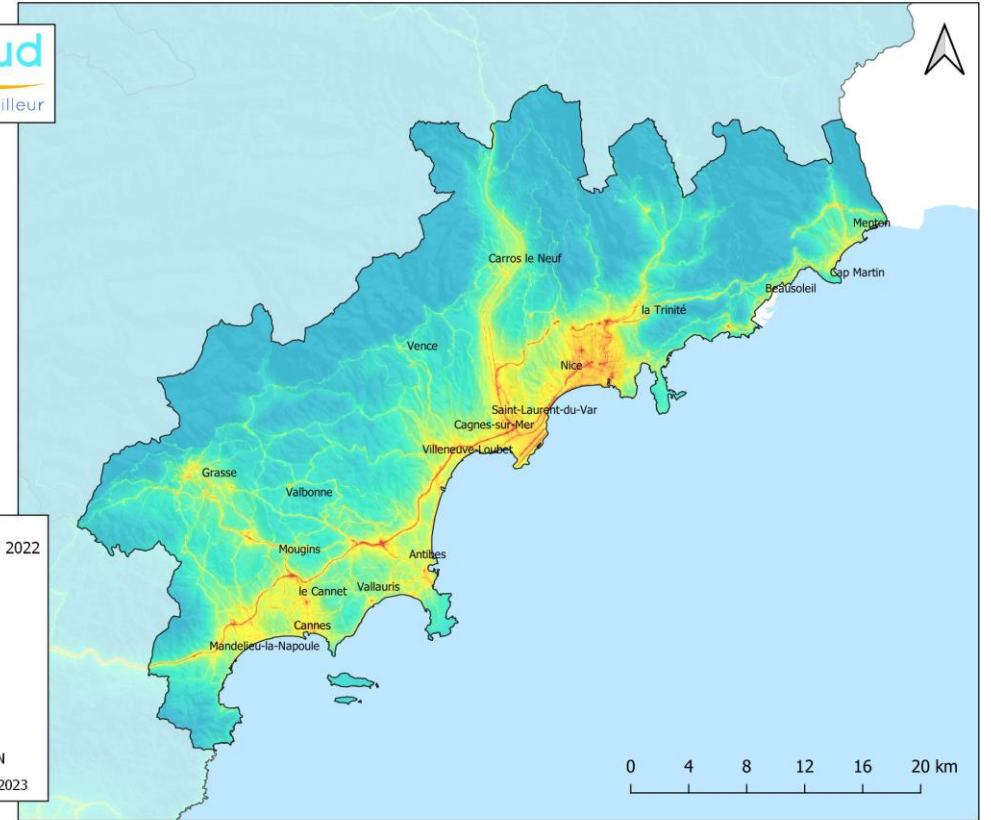 ud
illeur
Menton
Carros le Neuf
Cap Martin
Beausoleil
la Trinité
Vence
Nice
Saint-Laurent-du-Var
Cagnes-sur-Mer
Villeneuve-Loubet
Grasse
Valbonne
2022
Mougins
Antibes
Vallauris
le Cannet
Cannes
Mandelieu-la-Napoule
N
2023
0 4 8 12 16 20 km